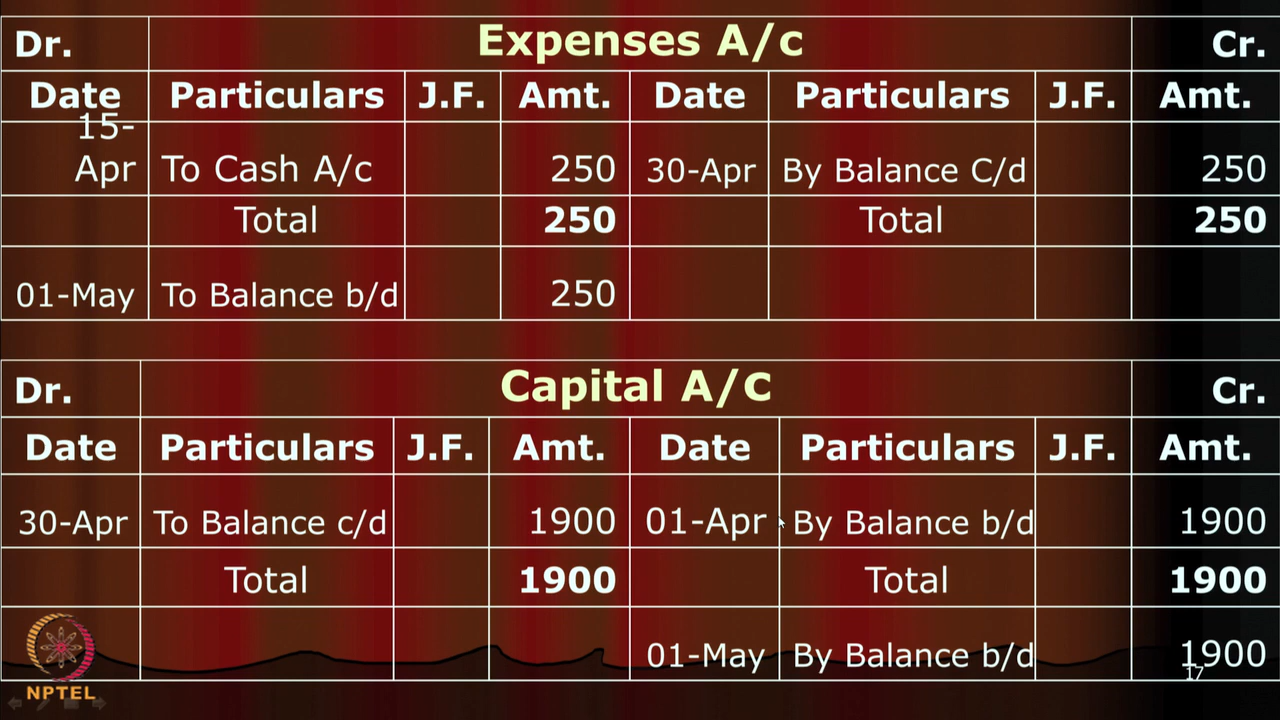 Dr. Expenses A/c Cr.
Date Particulars J.F. Amt. Date Particulars J.F. Amt.
15-
Apr To Cash A/c 250 30-Apr By Balance C/d 250
Total 250 Total 250
01-May To Balance b/d 250
Dr. Capital A/C Cr.
Date Particulars J.F. Amt. Date Particulars J.F. Amt.
30-Apr To Balance c/d 1900 01-Apr By Balance b/d 1900
Total 1900 Total 1900
01-May By Balance b/d 1900
17
NPTEL